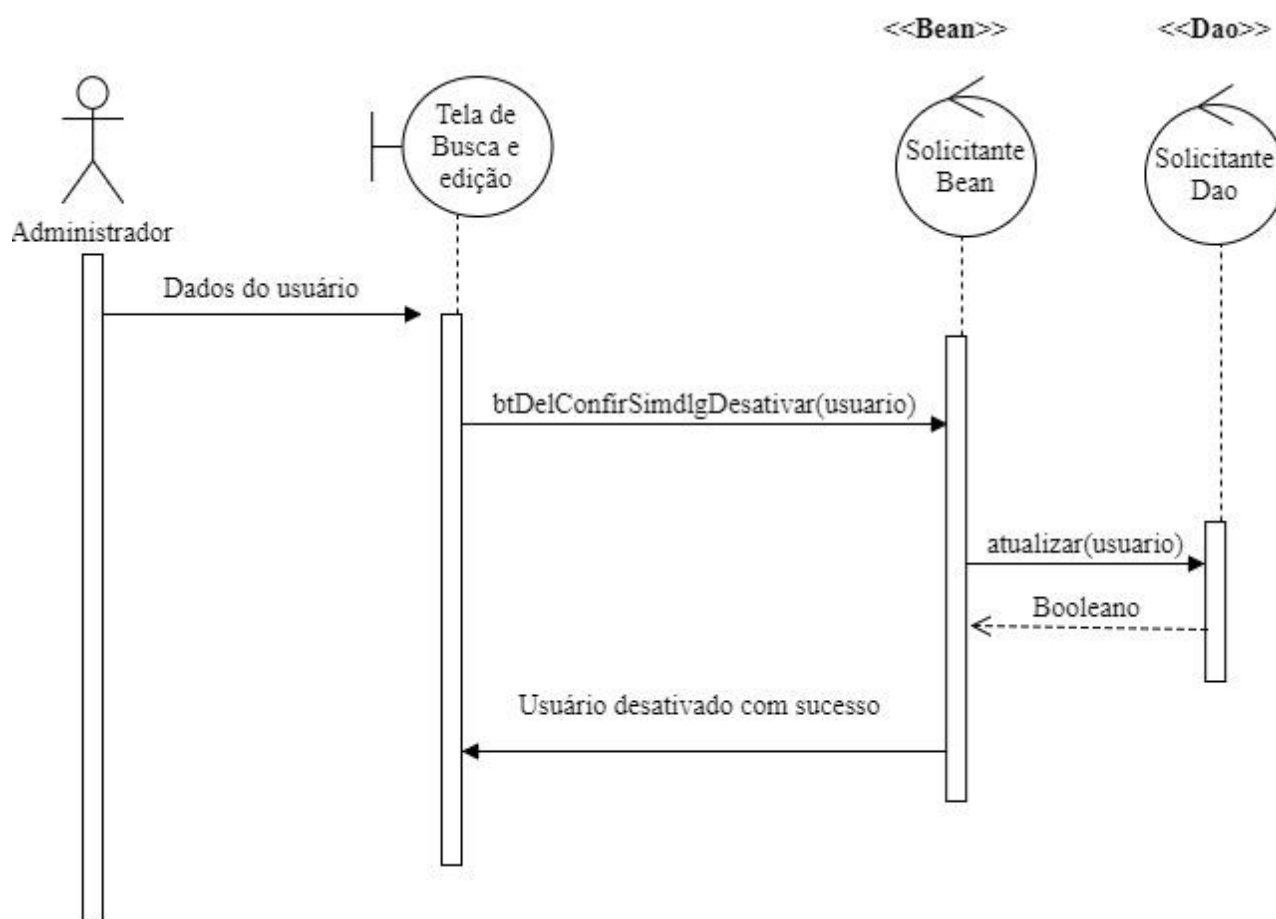 <<Bean>>
<<Dao>>
Tela de
Busca e
edição
Solicitante
Bean
Solicitante
Dao
Administrador
Dados do usuário
btDelConfirSimdlgDesativar(usuario)
atualizar(usuario)
Booleano
Usuário desativado com sucesso